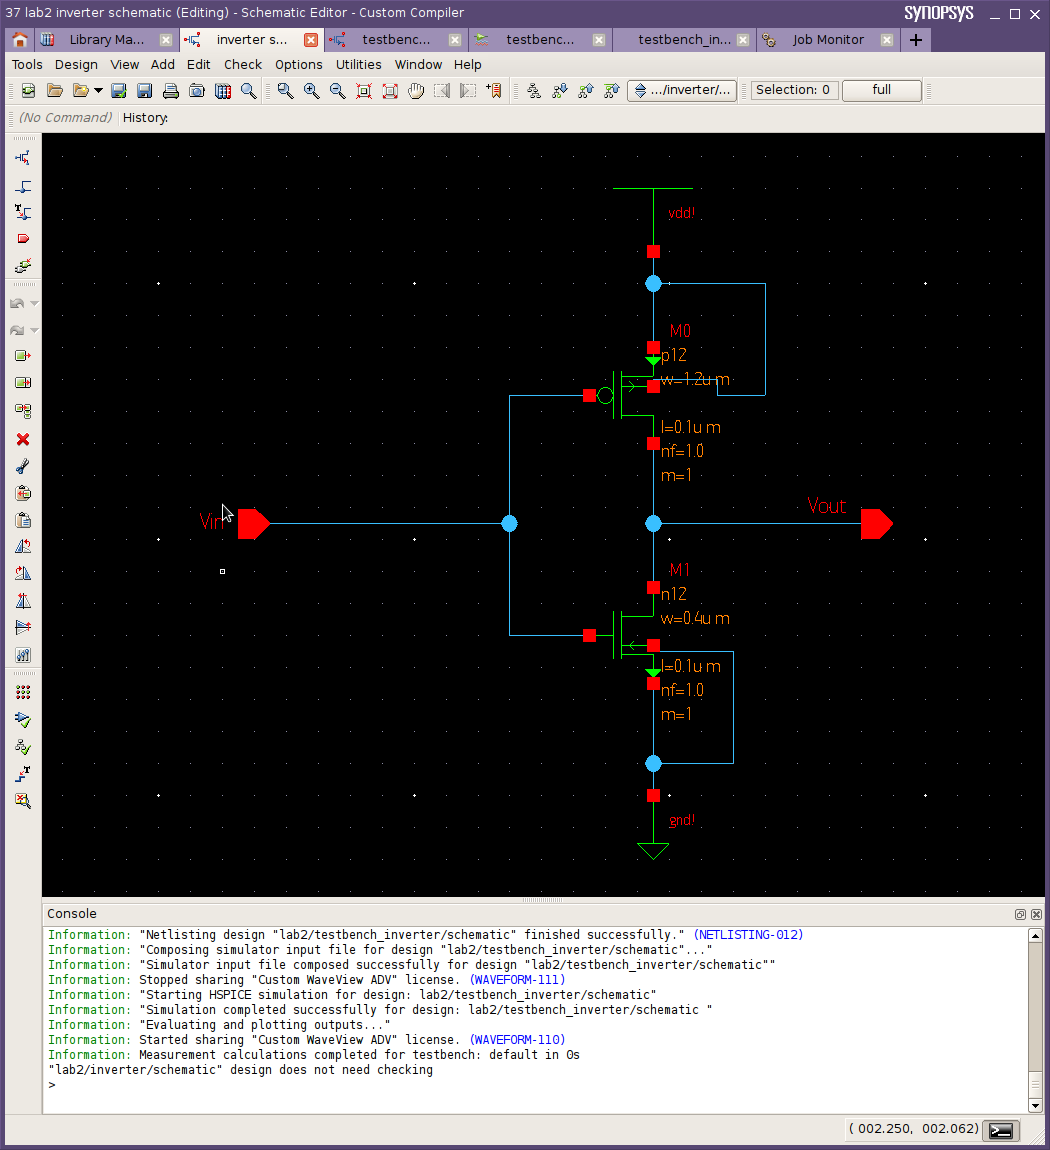 37 lab2 inverter schematic (Editing) - Schematic Editor - Custom Compiler
SYNOPSYS
Library Ma...
inverter s...
testbenc...
testbenc...
testbench_in...
Job Monitor
Tools Design View Add Edit Check Options Utilities Window Help
.../inverter/...
Selection: 0
full
(No Command) History:
vdd!
M0
p12
w=1.2u m
l=0.1u m
nf=1.0
m=1
Vin
Vout
M1
n12
w=0.4u m
l=0.1u m
nf=1.0
m=1
gnd!
Console
Information: "Netlisting design "lab2/testbench_inverter/schematic" finished successfully." (NETLISTING-012)
Information: "Composing simulator input file for design "lab2/testbench_inverter/schematic"..."
Information: "Simulator input file composed successfully for design "lab2/testbench_inverter/schematic""
Information: Stopped sharing "Custom WaveView ADV" license. (WAVEFORM-111)
Information: "Starting HSPICE simulation for design: lab2/testbench_inverter/schematic"
Information: "Simulation completed successfully for design: lab2/testbench_inverter/schematic "
Information: "Evaluating and plotting outputs..."
Information: Started sharing "Custom WaveView ADV" license. (WAVEFORM-110)
Information: Measurement calculations completed for testbench: default in 0s
"lab2/inverter/schematic" design does not need checking
>
( 002.250, 002.062)